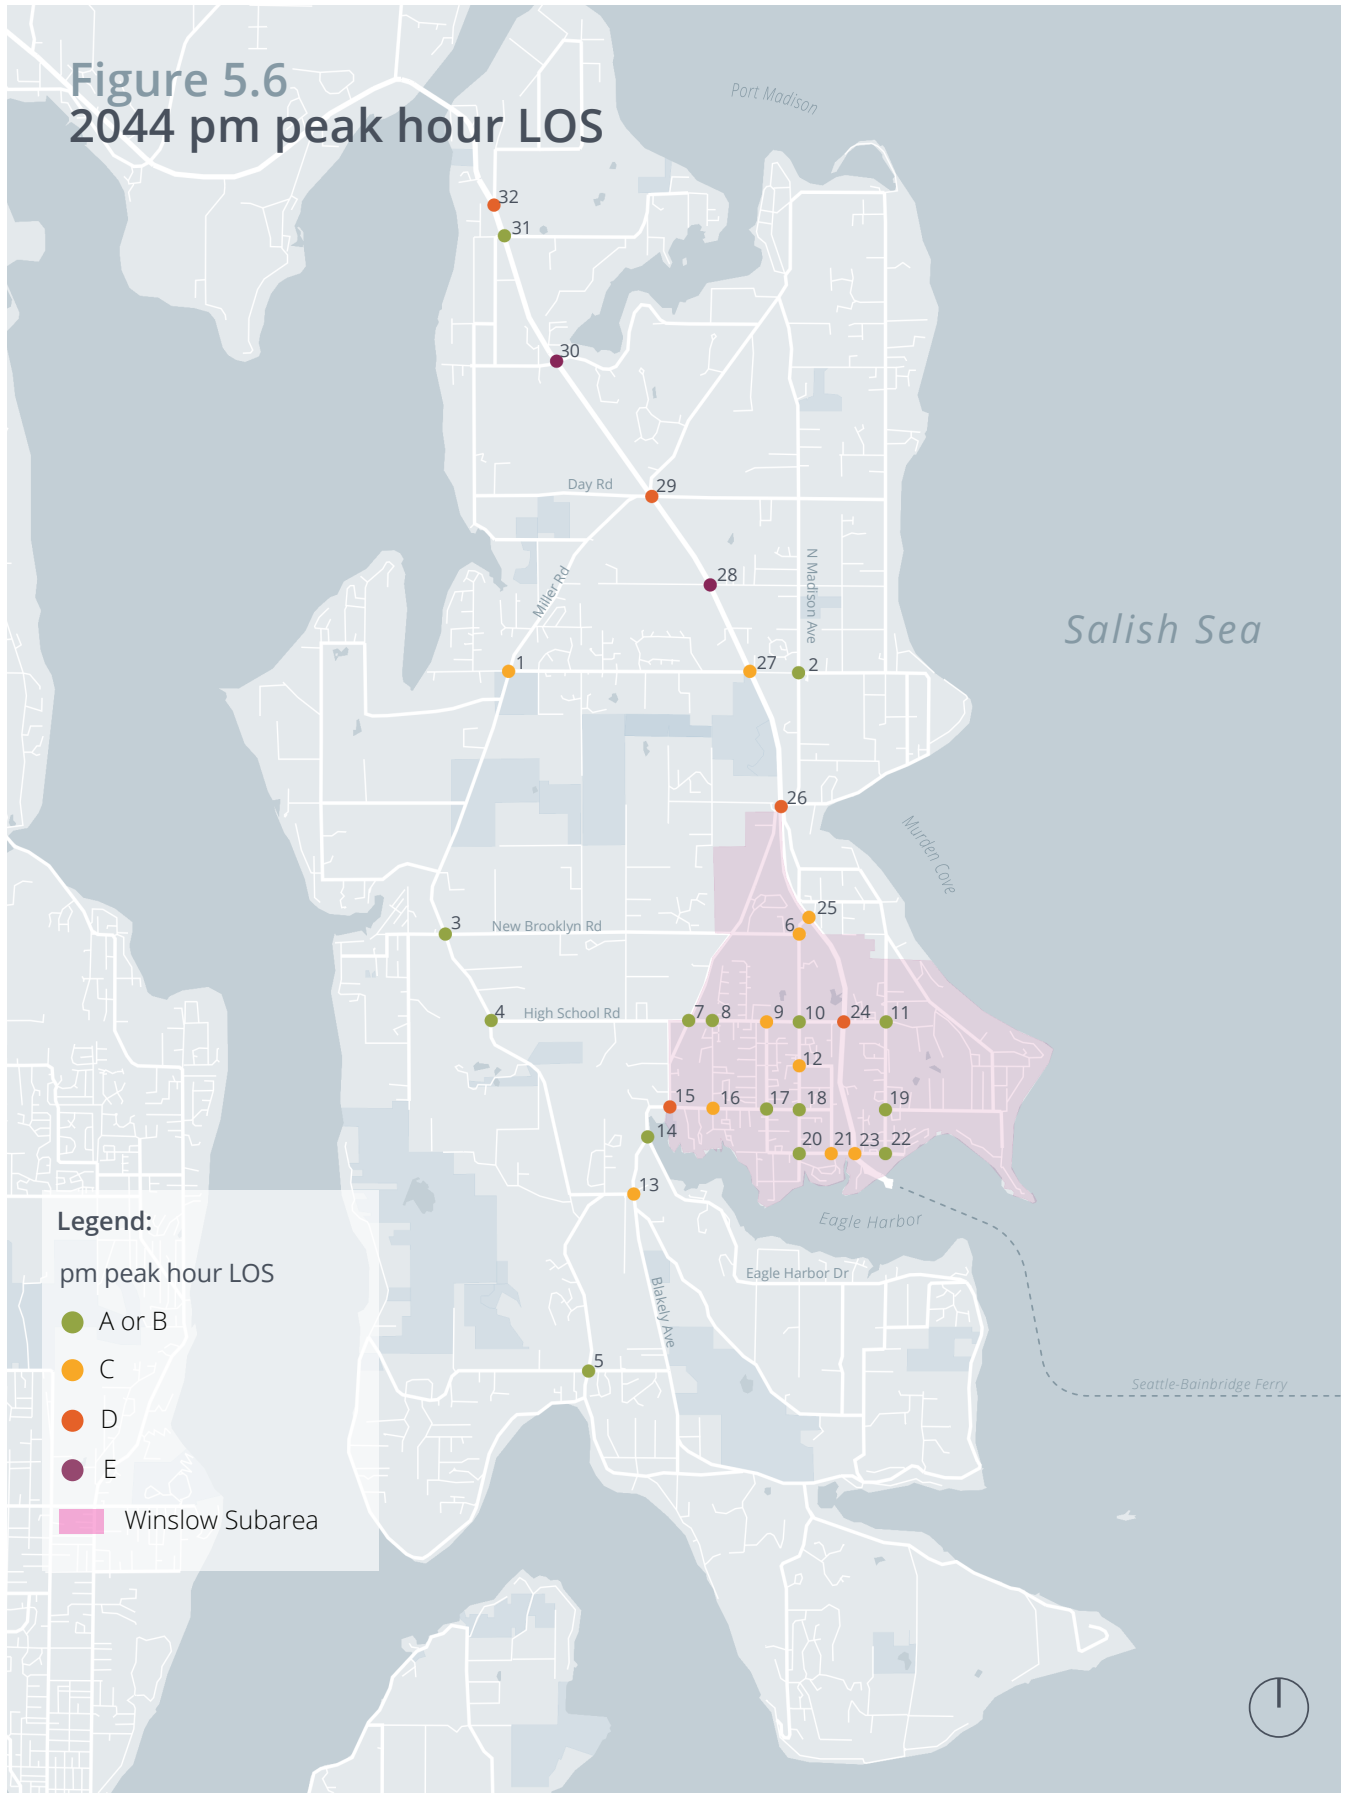 Figure 5.6
2044 pm peak hour LOS
Port Madison
32
31
30
Day Rd
29
Miller Rd
28
N Madison Ave
Salish Sea
1
27
2
26
Murden Cove
3
New Brooklyn Rd
6
25
4
High School Rd
7
8
9
10
24
11
12
15
16
17
18
19
14
20
21
23
22
13
Eagle Harbor
Eagle Harbor Dr
Blakely Ave
5
Seattle-Bainbridge Ferry
Legend:
pm peak hour LOS
A or B
C
D
E
Winslow Subarea